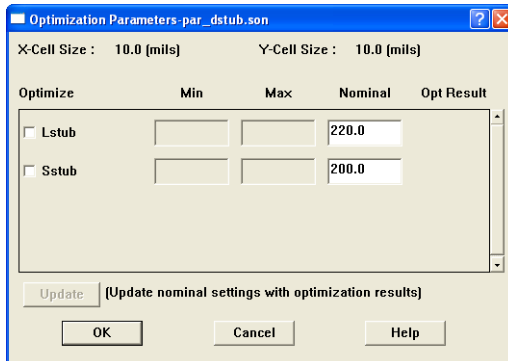 Optimization Parameters-par_dstub.son
X-Cell Size : 10.0 (mils) Y-Cell Size : 10.0 (mils)
Optimize Min Max Nominal Opt Result
Lstub 220.0
Sstub 200.0
Update (Update nominal settings with optimization results)
OK Cancel Help